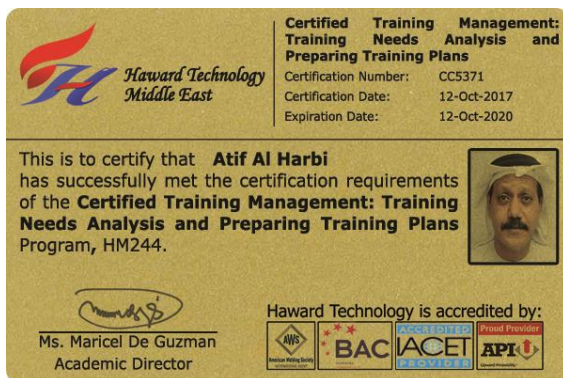 Haward Technology
Middle East
Certified Training Management:
Training Needs Analysis and
Preparing Training Plans
Certification Number: CC5371
Certification Date: 12-Oct-2017
Expiration Date: 12-Oct-2020
This is to certify that Atif Al Harbi
has successfully met the certification requirements
of the Certified Training Management: Training
Needs Analysis and Preparing Training Plans
Program, HM244.
Ms. Maricel De Guzman
Academic Director
Haward Technology is accredited by:
AWS
American Welding Society
BAC
ACCREDITED
IACET
PROVIDER
Proud Provider
API U